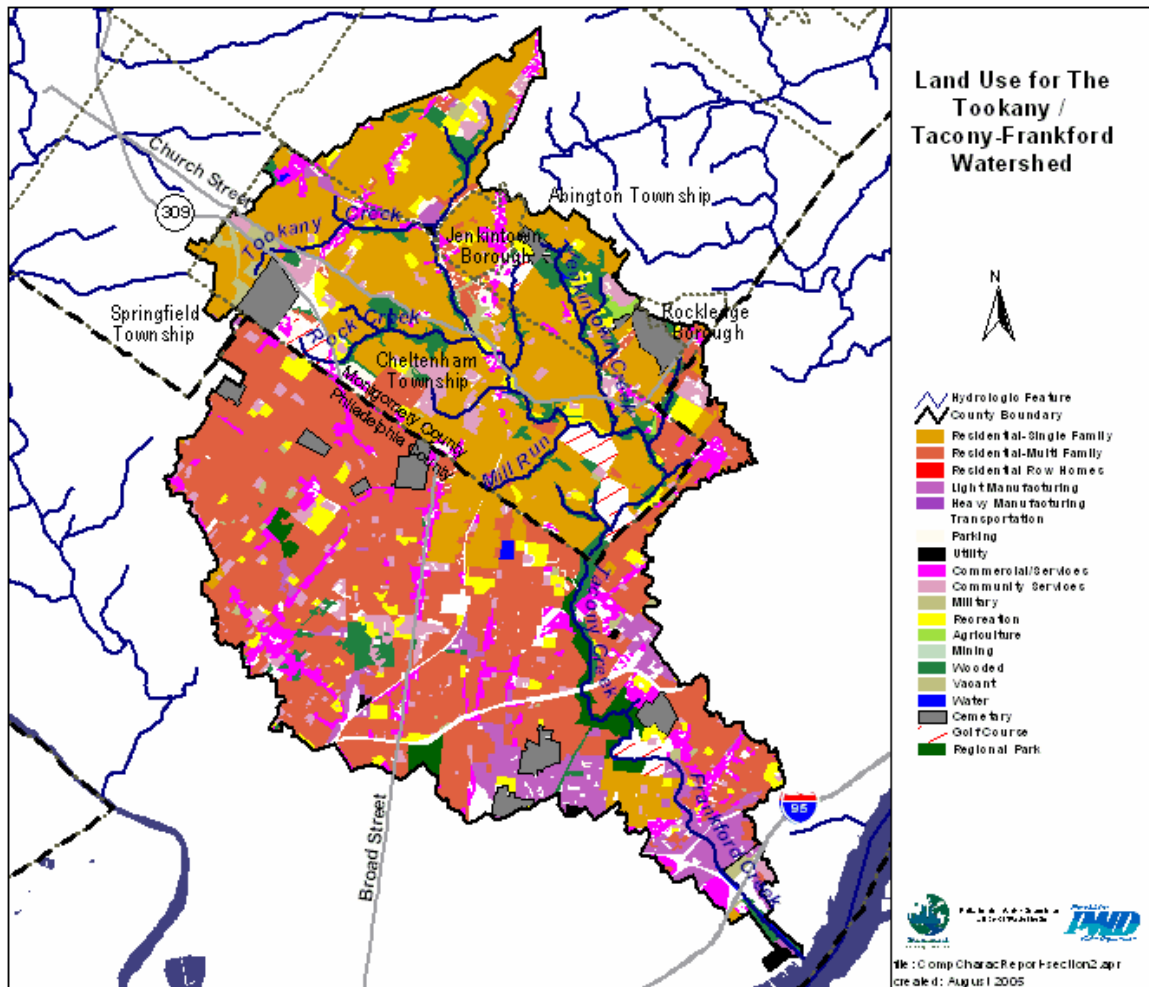 Land Use for The
Tookany /
Tacony-Frankford
Watershed
N
Hydrologic Feature
County Boundary
Residential-Single Family
Residential-Multi Family
Residential Row Homes
Light Manufacturing
Heavy Manufacturing
Transportation
Parking
Utility
Commercial/Services
Community Services
Military
Recreation
Agriculture
Mining
Wooded
Vacant
Water
Cemetary
Golf Course
Regional Park
PWD
file: CompCharacReport-section2.apr
created: August 2005
Church Street
309
Tookany Creek
Abington Township
Jenkintown
Borough
Jenkintown Creek
Springfield
Township
Rock Creek
Rockledge
Borough
Cheltenham
Township
Montgomery County
Philadelphia County
Mill Run
Tacony Creek
Broad Street
Frankford Creek
95